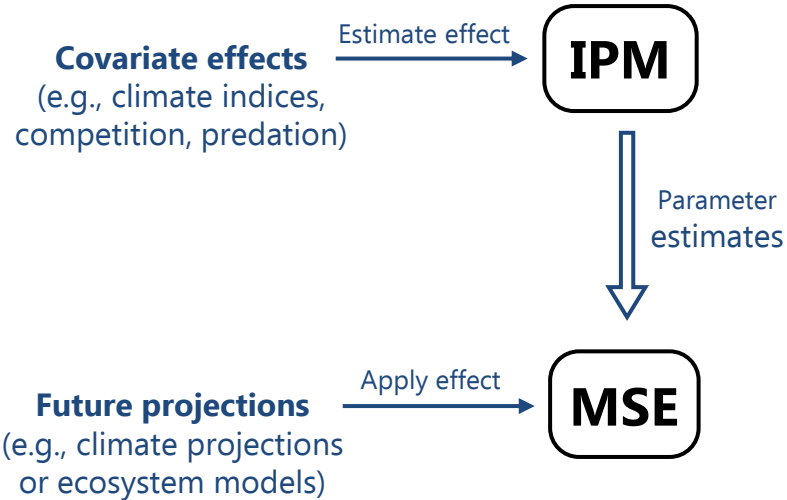 Estimate effect
Covariate effects
(e.g., climate indices,
competition, predation)
IPM
Parameter
estimates
Apply effect
Future projections
(e.g., climate projections
or ecosystem models)
MSE